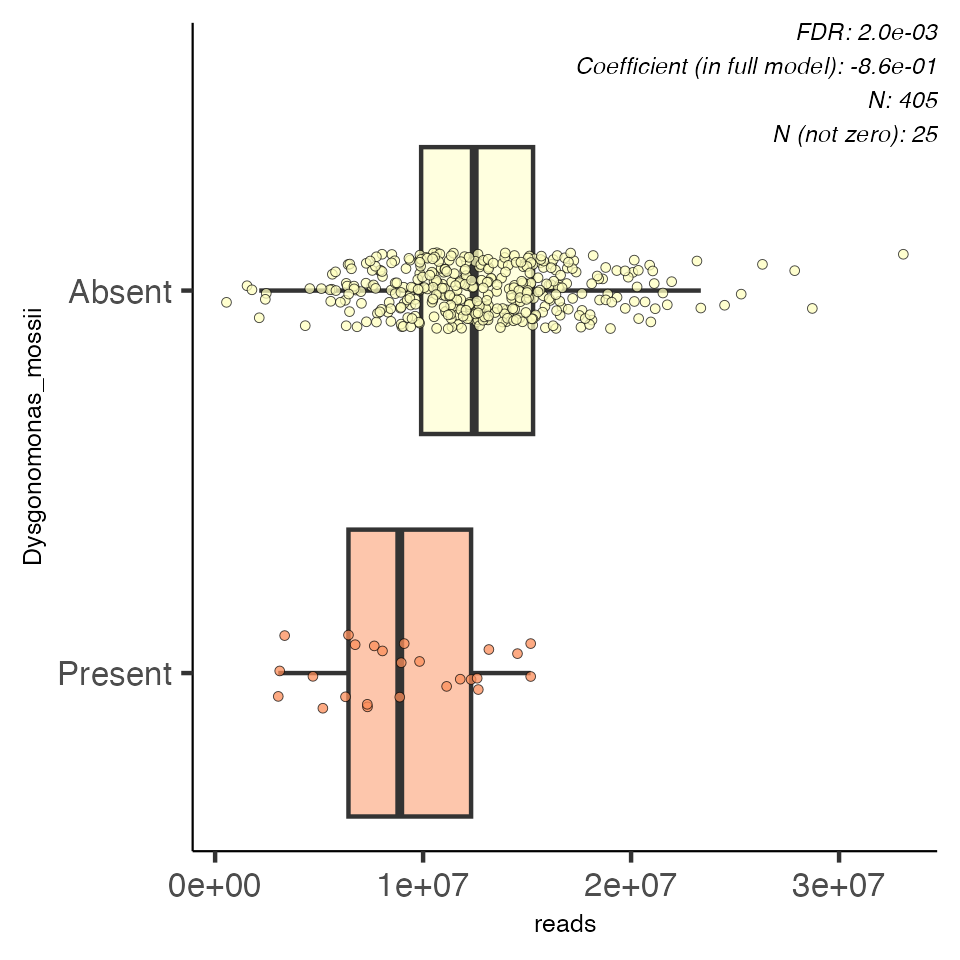 FDR: 2.0e-03
Coefficient (in full model): -8.6e-01
N: 405
N (not zero): 25
Dysgonomonas_mossii
Absent
Present
0e+00 1e+07 2e+07 3e+07
reads